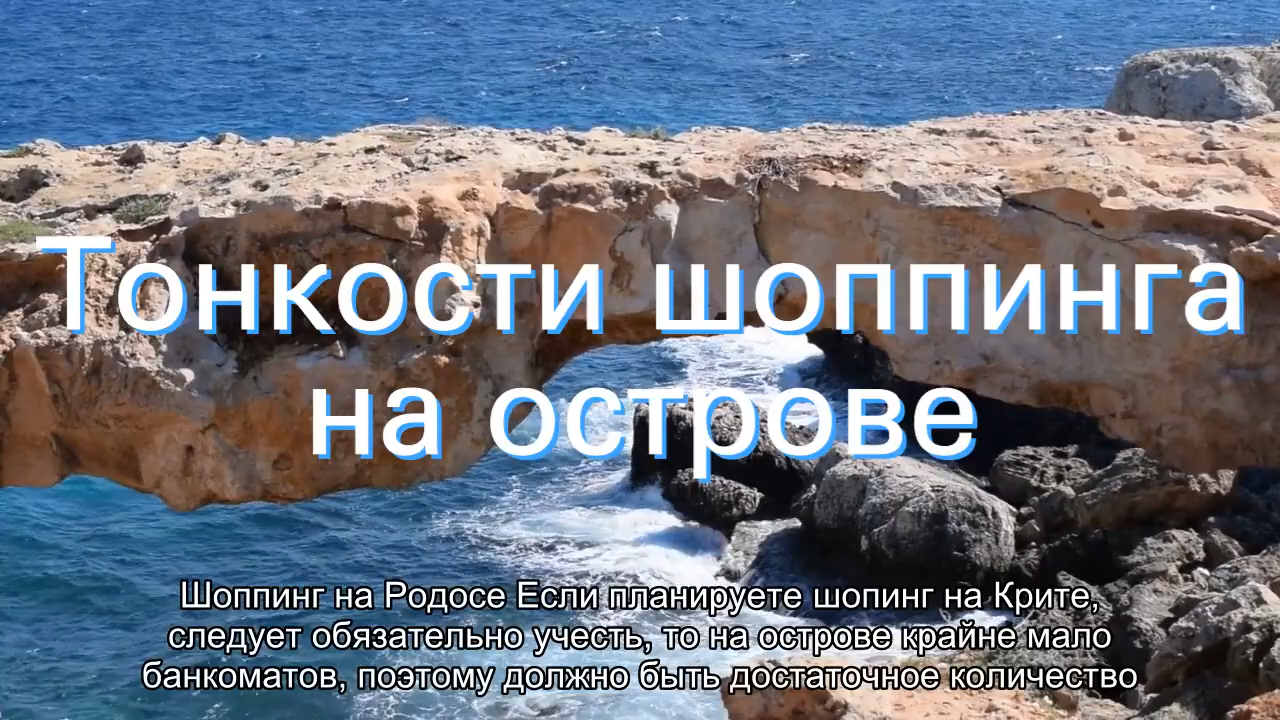 Тонкости шоппинга
на острове
Шоппинг на Родосе Если планируете шопинг на Крите,
следует обязательно учесть, то на острове крайне мало
банкоматов, поэтому должно быть достаточное количество